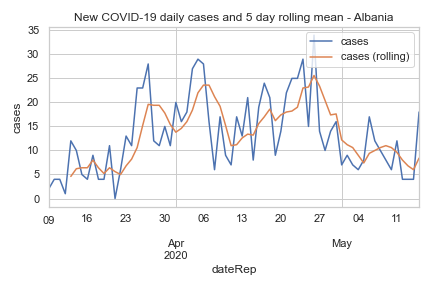 New COVID-19 daily cases and 5 day rolling mean - Albania
cases
cases (rolling)
35
30
25
20
15
10
5
0
cases
09 16 23 30 06 13 20 27 04 11
Apr May
2020
dateRep